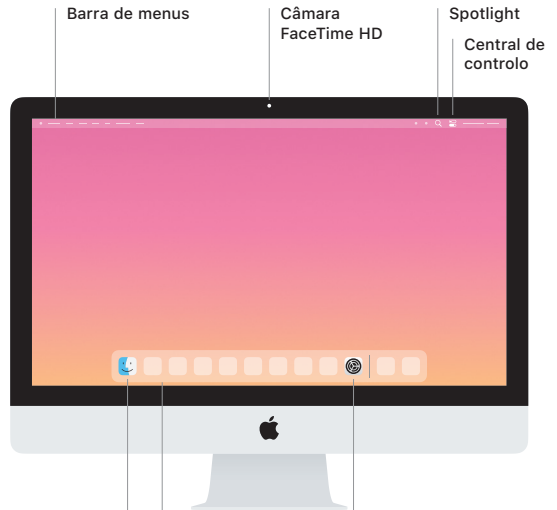 Barra de menus
Câmara
FaceTime HD
Spotlight
Central de
controlo